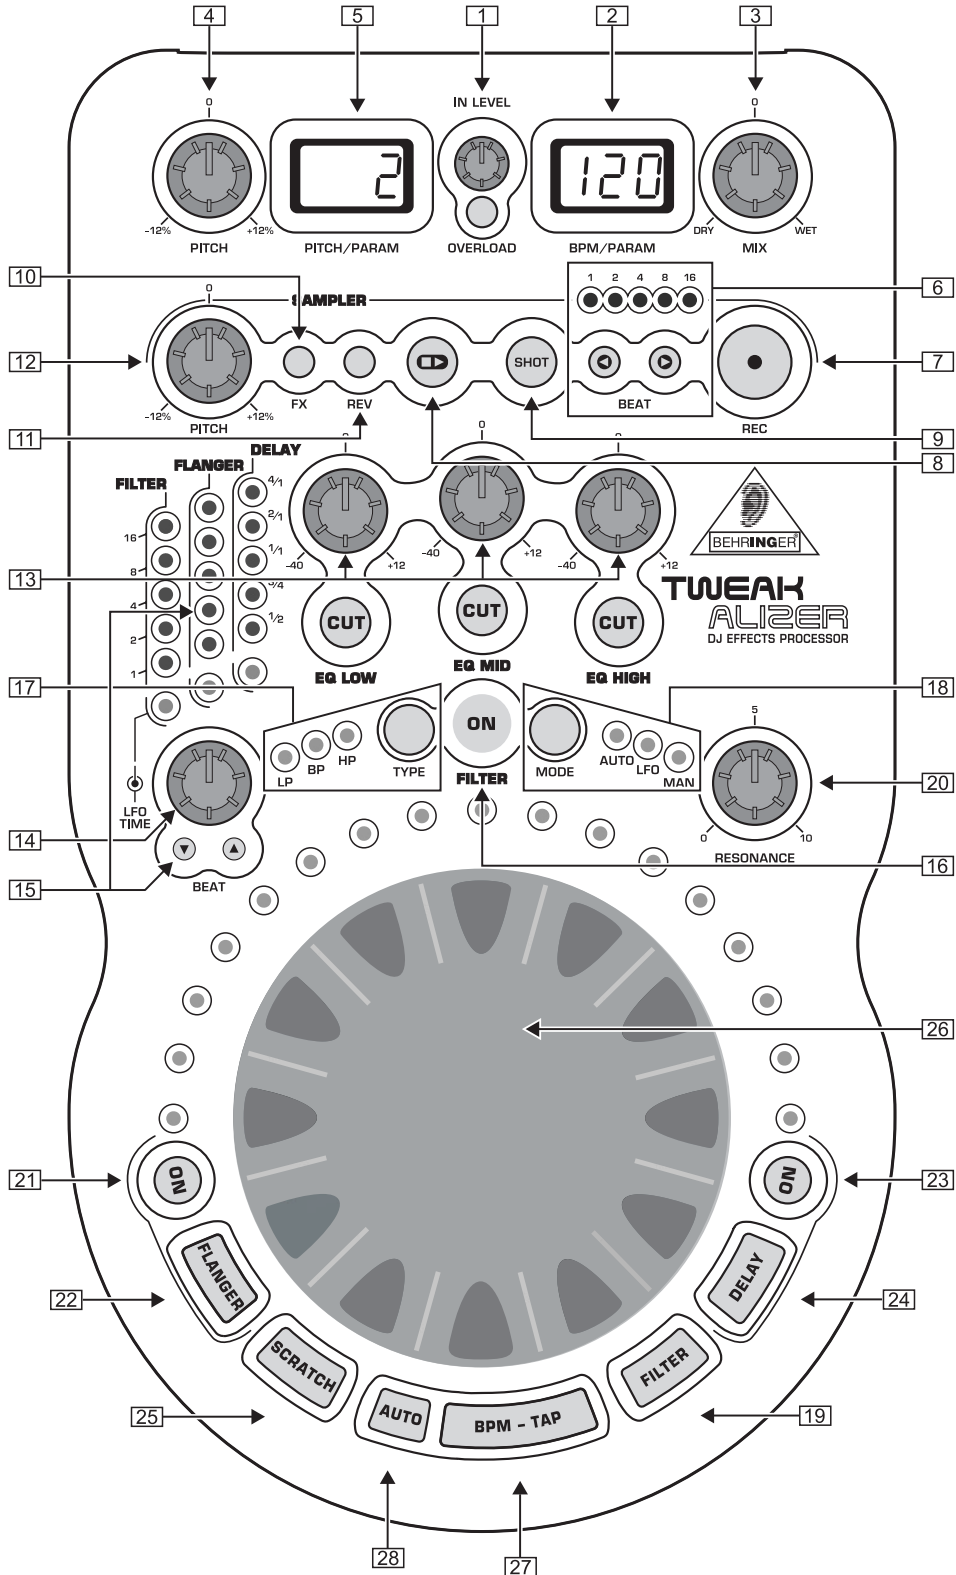 4 5 1 2 3
IN LEVEL
0 0
2 120
-12% +12% DRY WET
PITCH PITCH/PARAM OVERLOAD BPM/PARAM MIX
10
1 2 4 8 16
6
0 SAMPLER
SHOT
12 7
FX REV BEAT
-12% +12%
PITCH REC
11 9
8
0 0 0
DELAY
FLANGER
FILTER
4/1
2/1
1/1
3/4
1/2
16
8
4
2
1
-40 +12 -40 +12 -40 +12
13
CUT CUT CUT
EQ LOW EQ MID EQ HIGH
BEHRINGER®
TWEAK
ALIZER
DJ EFFECTS PROCESSOR
17 18
ON
LP BP HP TYPE
FILTER
MODE AUTO LFO MAN
5
0 10
RESONANCE
20
LFO
TIME
14
BEAT
15 16
26
21 ON ON 23
22 FLANGER DELAY 24
25 SCRATCH FILTER 19
AUTO BPM - TAP
28 27